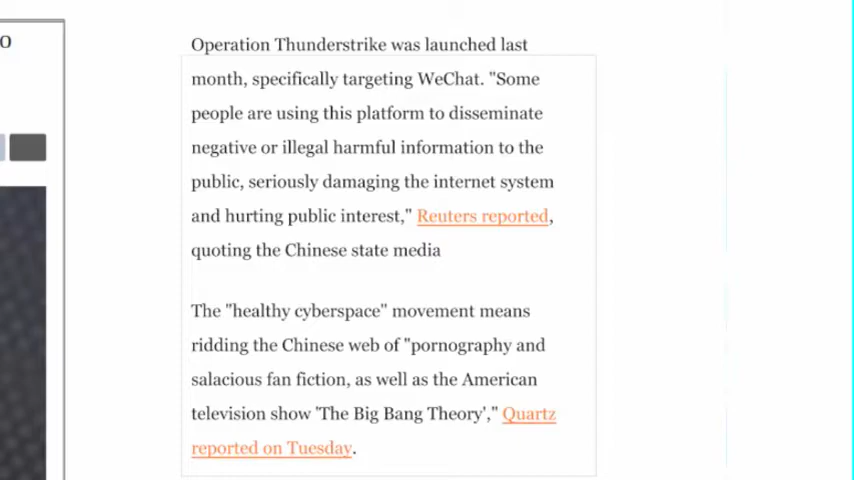 o
Operation Thunderstrike was launched last
month, specifically targeting WeChat. "Some
people are using this platform to disseminate
negative or illegal harmful information to the
public, seriously damaging the internet system
and hurting public interest," Reuters reported,
quoting the Chinese state media
The "healthy cyberspace" movement means
ridding the Chinese web of "pornography and
salacious fan fiction, as well as the American
television show 'The Big Bang Theory'," Quartz
reported on Tuesday.